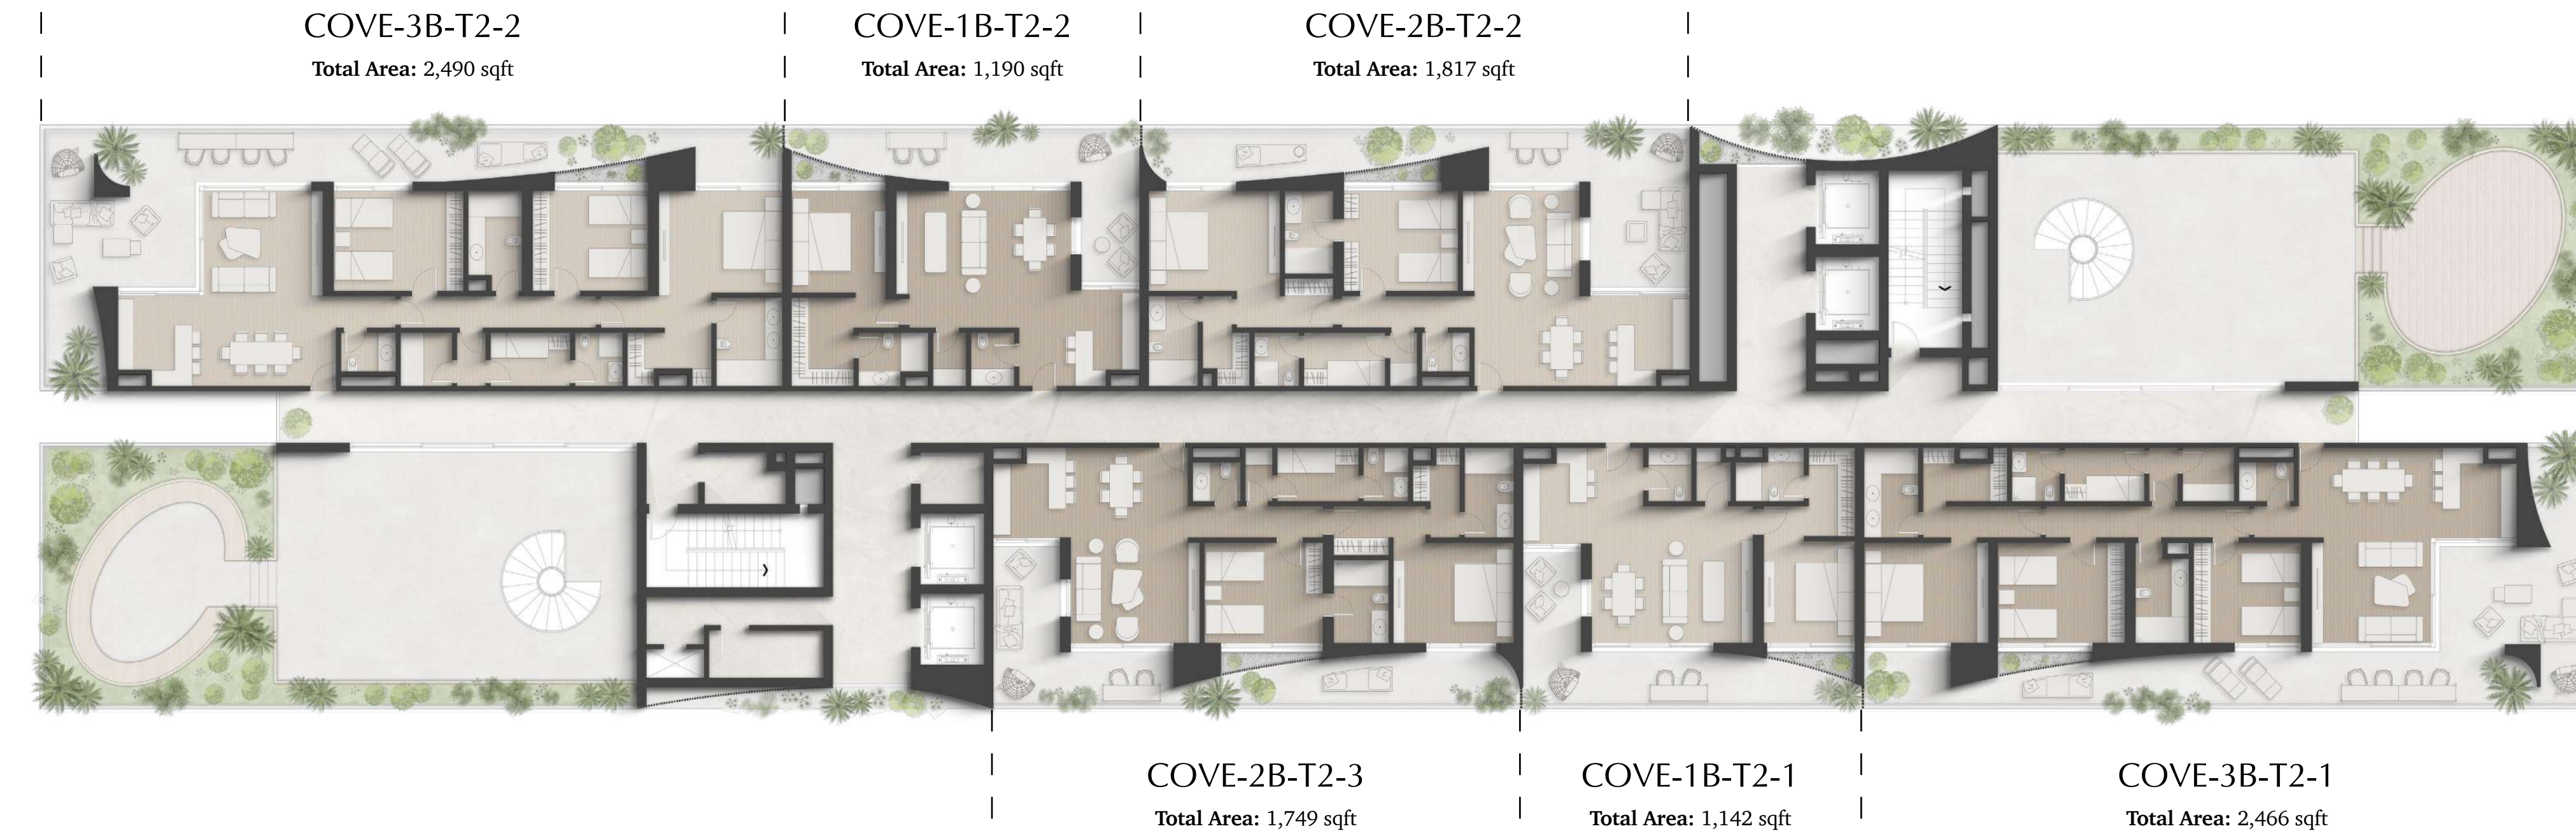 COVE-3B-T2-2
Total Area: 2,490 sqft
COVE-1B-T2-2
Total Area: 1,190 sqft
COVE-2B-T2-2
Total Area: 1,817 sqft
COVE-2B-T2-3
Total Area: 1,749 sqft
COVE-1B-T2-1
Total Area: 1,142 sqft
COVE-3B-T2-1
Total Area: 2,466 sqft